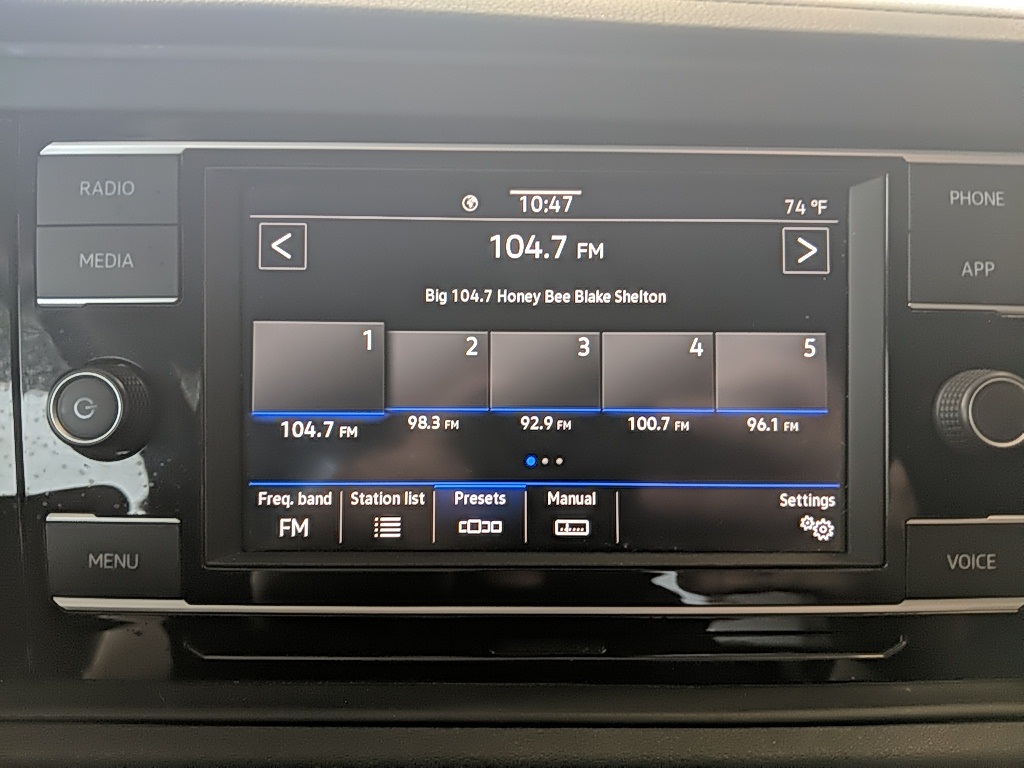 RADIO
MEDIA
MENU
10:47
74 °F
<
104.7 FM
>
Big 104.7 Honey Bee Blake Shelton
1
2
3
4
5
104.7 FM
98.3 FM
92.9 FM
100.7 FM
96.1 FM
Freq. band
Station list
Presets
Manual
Settings
FM
PHONE
APP
VOICE